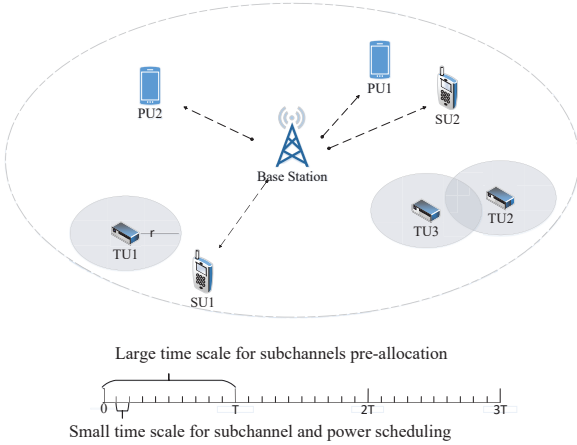 PU1
PU2
SU2
Base Station
TU2
TU3
TU1
r
SU1
Large time scale for subchannels pre-allocation
0 T 2T 3T
Small time scale for subchannel and power scheduling